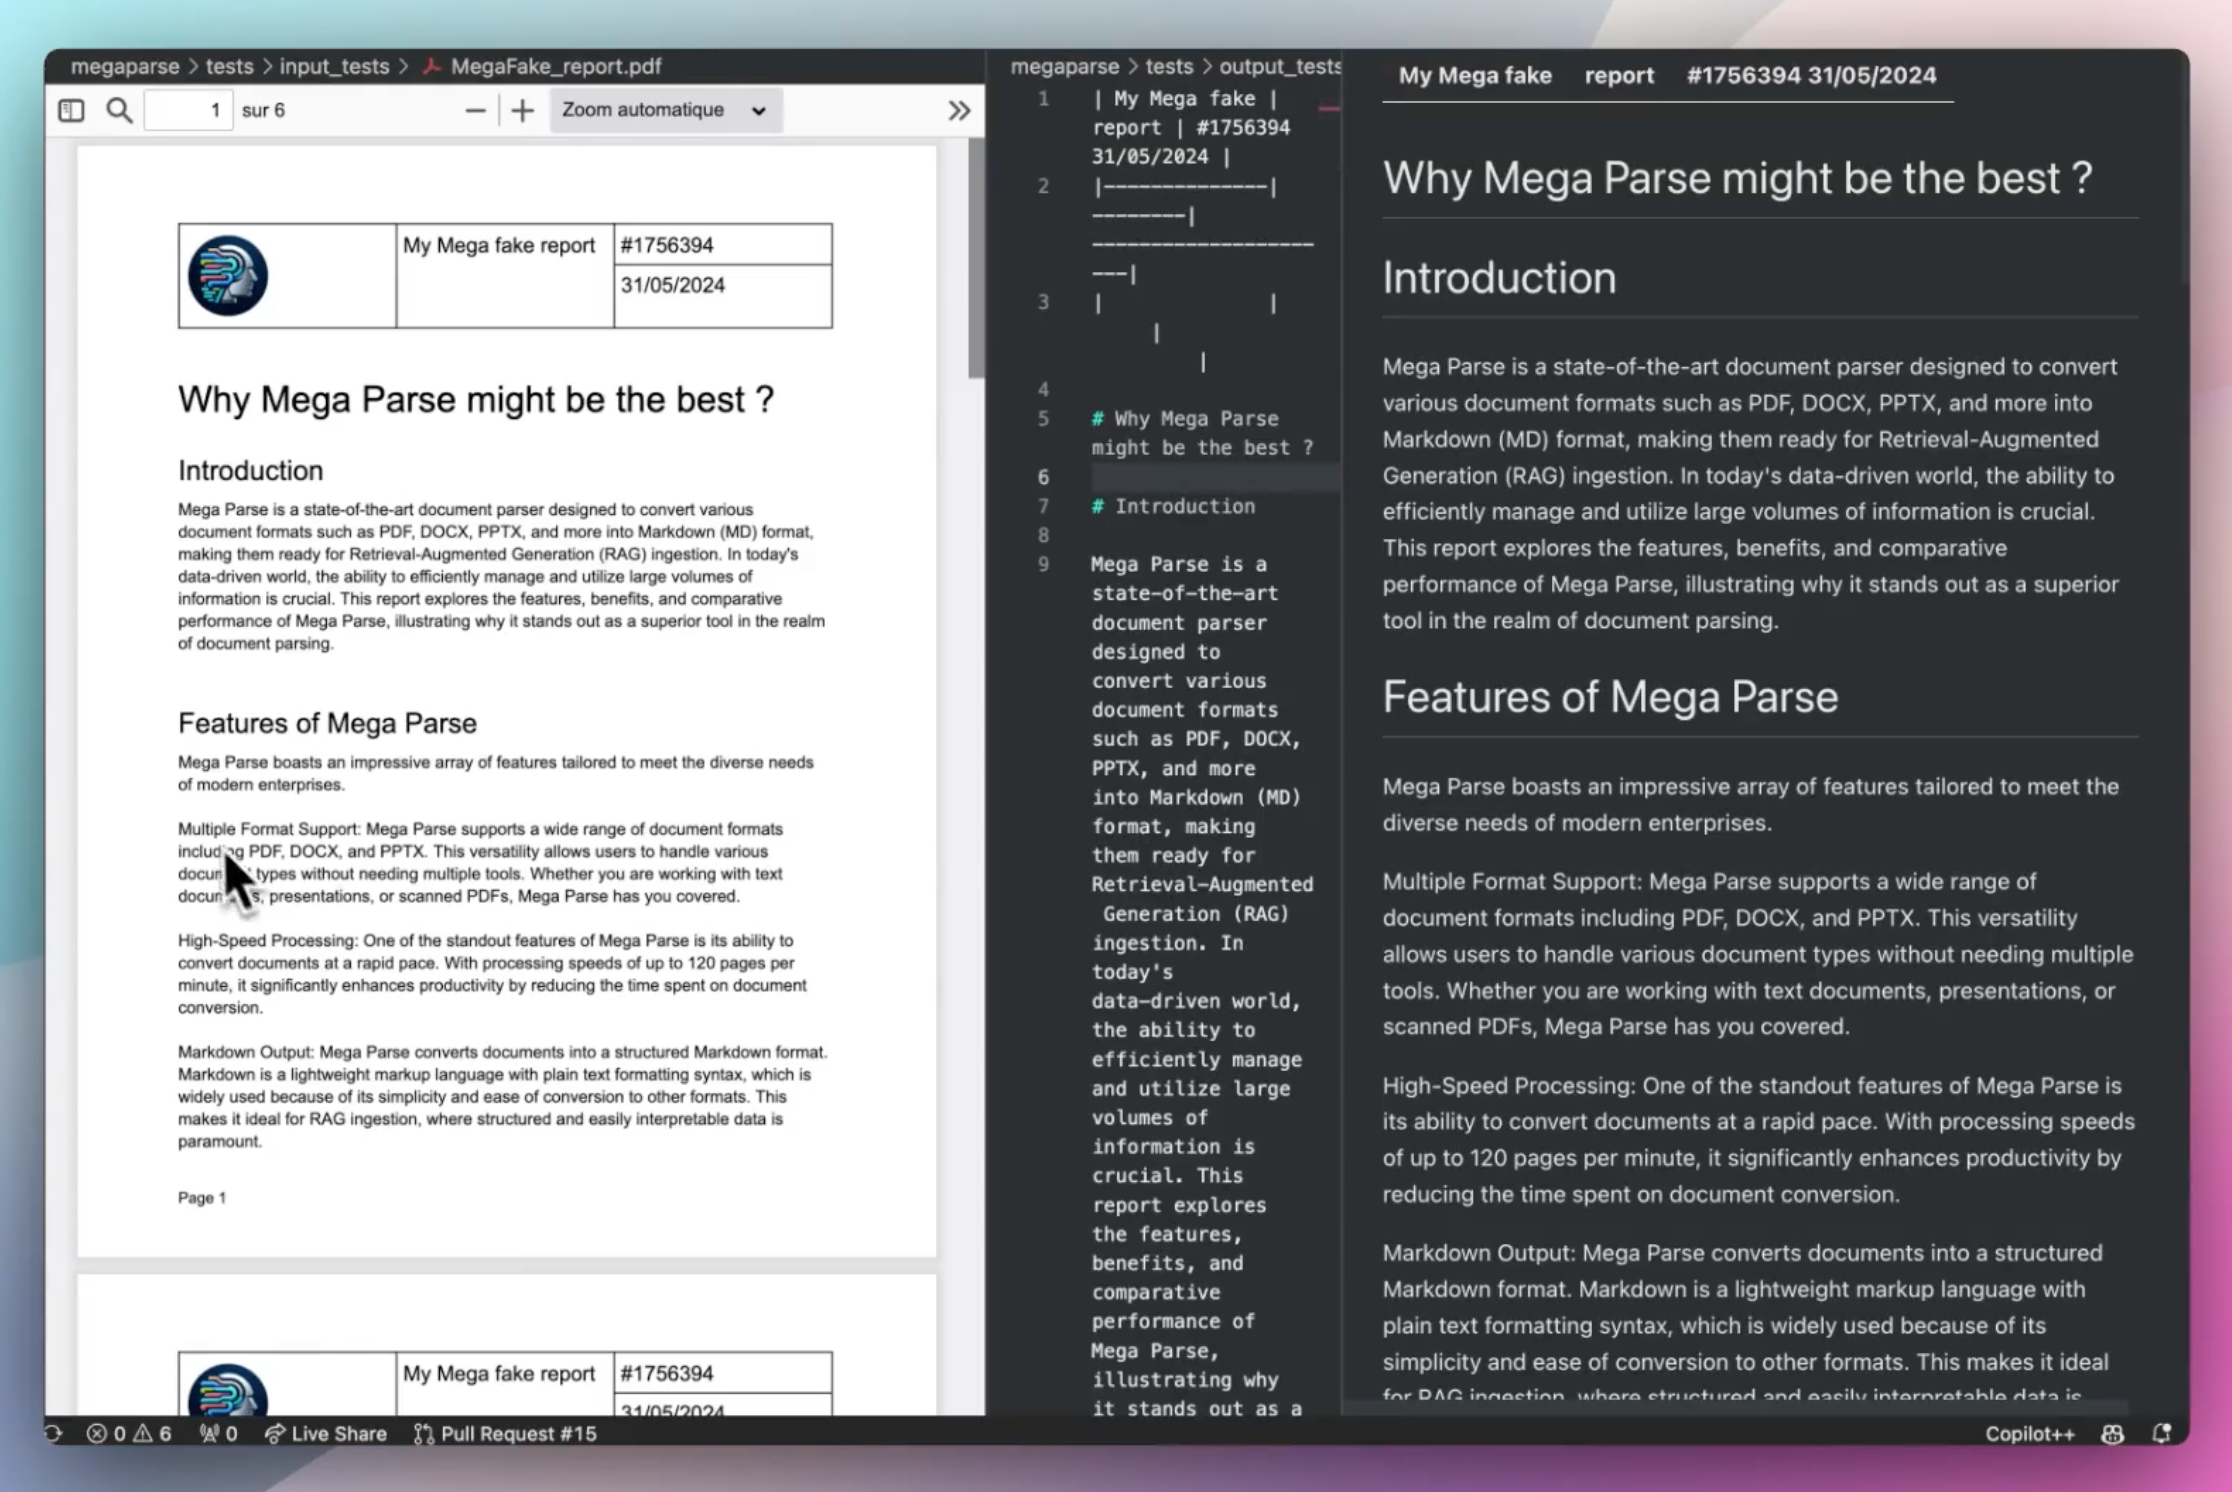 megaparse > tests > input_tests > MegaFake_report.pdf
1 sur 6
Zoom automatique
My Mega fake report
#1756394
31/05/2024
Why Mega Parse might be the best ?
Introduction
Mega Parse is a state-of-the-art document parser designed to convert various
document formats such as PDF, DOCX, PPTX, and more into Markdown (MD) format,
making them ready for Retrieval-Augmented Generation (RAG) ingestion. In today's
data-driven world, the ability to efficiently manage and utilize large volumes of
information is crucial. This report explores the features, benefits, and comparative
performance of Mega Parse, illustrating why it stands out as a superior tool in the realm
of document parsing.
Features of Mega Parse
Mega Parse boasts an impressive array of features tailored to meet the diverse needs
of modern enterprises.
Multiple Format Support: Mega Parse supports a wide range of document formats
including PDF, DOCX, and PPTX. This versatility allows users to handle various
types without needing multiple tools. Whether you are working with text
presentations, or scanned PDFs, Mega Parse has you covered.
High-Speed Processing: One of the standout features of Mega Parse is its ability to
convert documents at a rapid pace. With processing speeds of up to 120 pages per
minute, it significantly enhances productivity by reducing the time spent on document
conversion.
Markdown Output: Mega Parse converts documents into a structured Markdown format.
Markdown is a lightweight markup language with plain text formatting syntax, which is
widely used because of its simplicity and ease of conversion to other formats. This
makes it ideal for RAG ingestion, where structured and easily interpretable data is
paramount.
Page 1
My Mega fake report
#1756394
31/05/2024
megaparse > tests > output_tests
1 | My Mega fake |
report | #1756394
31/05/2024 |
2 |--------------|
--------|
-------------------
---|
3 | |
|
|
4
5 # Why Mega Parse
might be the best ?
6
7 # Introduction
8
9 Mega Parse is a
state-of-the-art
document parser
designed to
convert various
document formats
such as PDF, DOCX,
PPTX, and more
into Markdown (MD)
format, making
them ready for
Retrieval-Augmented
Generation (RAG)
ingestion. In
today's
data-driven world,
the ability to
efficiently manage
and utilize large
volumes of
information is
crucial. This
report explores
the features,
benefits, and
comparative
performance of
Mega Parse,
illustrating why
it stands out as a
My Mega fake report #1756394 31/05/2024
Why Mega Parse might be the best ?
Introduction
Mega Parse is a state-of-the-art document parser designed to convert
various document formats such as PDF, DOCX, PPTX, and more into
Markdown (MD) format, making them ready for Retrieval-Augmented
Generation (RAG) ingestion. In today's data-driven world, the ability to
efficiently manage and utilize large volumes of information is crucial.
This report explores the features, benefits, and comparative
performance of Mega Parse, illustrating why it stands out as a superior
tool in the realm of document parsing.
Features of Mega Parse
Mega Parse boasts an impressive array of features tailored to meet the
diverse needs of modern enterprises.
Multiple Format Support: Mega Parse supports a wide range of
document formats including PDF, DOCX, and PPTX. This versatility
allows users to handle various document types without needing multiple
tools. Whether you are working with text documents, presentations, or
scanned PDFs, Mega Parse has you covered.
High-Speed Processing: One of the standout features of Mega Parse is
its ability to convert documents at a rapid pace. With processing speeds
of up to 120 pages per minute, it significantly enhances productivity by
reducing the time spent on document conversion.
Markdown Output: Mega Parse converts documents into a structured
Markdown format. Markdown is a lightweight markup language with
plain text formatting syntax, which is widely used because of its
simplicity and ease of conversion to other formats. This makes it ideal
for RAG ingestion, where structured and easily interpretable data is
0 6 0 Live Share Pull Request #15
Copilot++